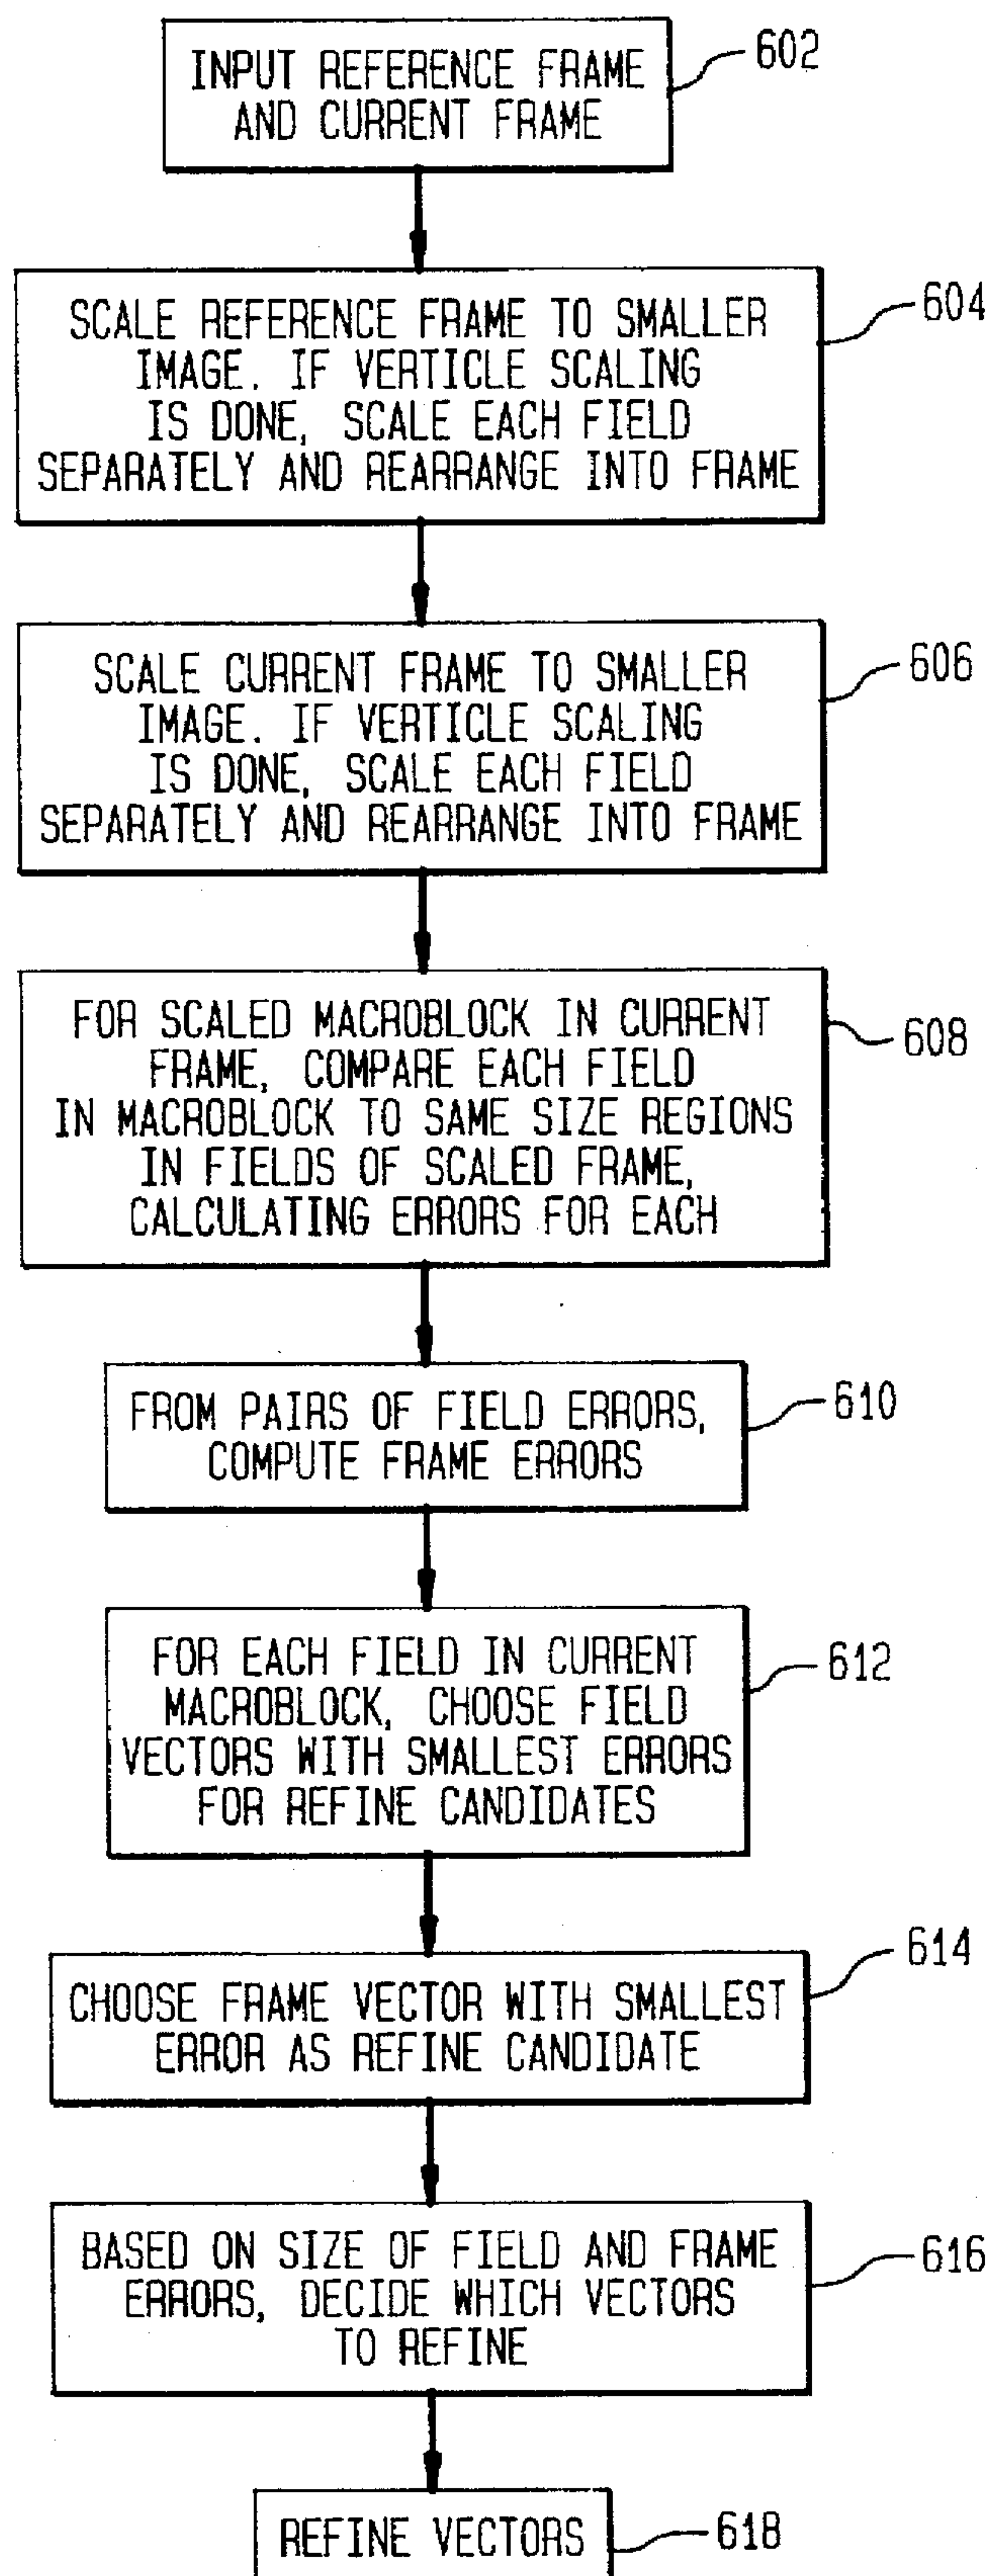 INPUT REFERENCE FRAME
AND CURRENT FRAME
602
SCALE REFERENCE FRAME TO SMALLER
IMAGE. IF VERTICLE SCALING
IS DONE, SCALE EACH FIELD
SEPARATELY AND REARRANGE INTO FRAME
604
SCALE CURRENT FRAME TO SMALLER
IMAGE. IF VERTICLE SCALING
IS DONE, SCALE EACH FIELD
SEPARATELY AND REARRANGE INTO FRAME
606
FOR SCALED MACROBLOCK IN CURRENT
FRAME, COMPARE EACH FIELD
IN MACROBLOCK TO SAME SIZE REGIONS
IN FIELDS OF SCALED FRAME,
CALCULATING ERRORS FOR EACH
608
FROM PAIRS OF FIELD ERRORS,
COMPUTE FRAME ERRORS
610
FOR EACH FIELD IN CURRENT
MACROBLOCK, CHOOSE FIELD
VECTORS WITH SMALLEST ERRORS
FOR REFINE CANDIDATES
612
CHOOSE FRAME VECTOR WITH SMALLEST
ERROR AS REFINE CANDIDATE
614
BASED ON SIZE OF FIELD AND FRAME
ERRORS, DECIDE WHICH VECTORS
TO REFINE
616
REFINE VECTORS
618